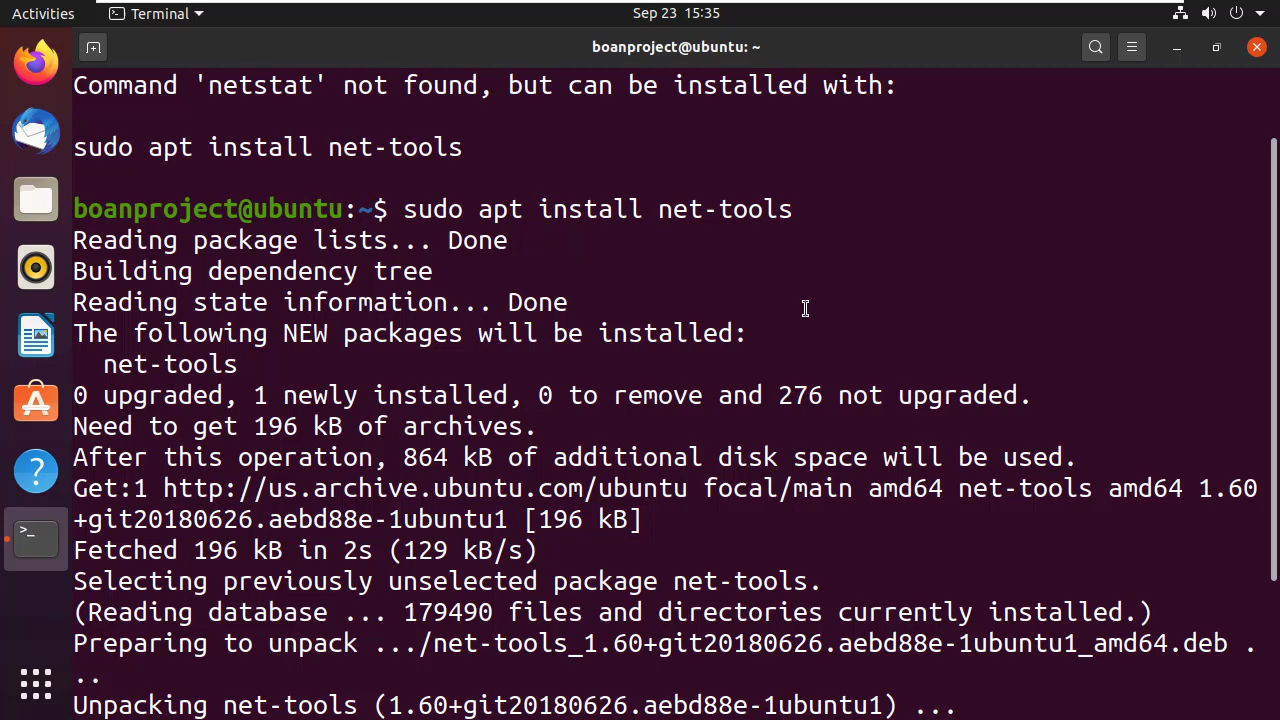 Activities
Terminal
Sep 23 15:35
boanproject@ubuntu: ~
Command 'netstat' not found, but can be installed with:
sudo apt install net-tools
boanproject@ubuntu:~$ sudo apt install net-tools
Reading package lists... Done
Building dependency tree
Reading state information... Done
The following NEW packages will be installed:
net-tools
0 upgraded, 1 newly installed, 0 to remove and 276 not upgraded.
Need to get 196 kB of archives.
After this operation, 864 kB of additional disk space will be used.
Get:1 http://us.archive.ubuntu.com/ubuntu focal/main amd64 net-tools amd64 1.60
+git20180626.aebd88e-1ubuntu1 [196 kB]
Fetched 196 kB in 2s (129 kB/s)
Selecting previously unselected package net-tools.
(Reading database ... 179490 files and directories currently installed.)
Preparing to unpack .../net-tools_1.60+git20180626.aebd88e-1ubuntu1_amd64.deb .
..
Unpacking net-tools (1.60+git20180626.aebd88e-1ubuntu1) ...